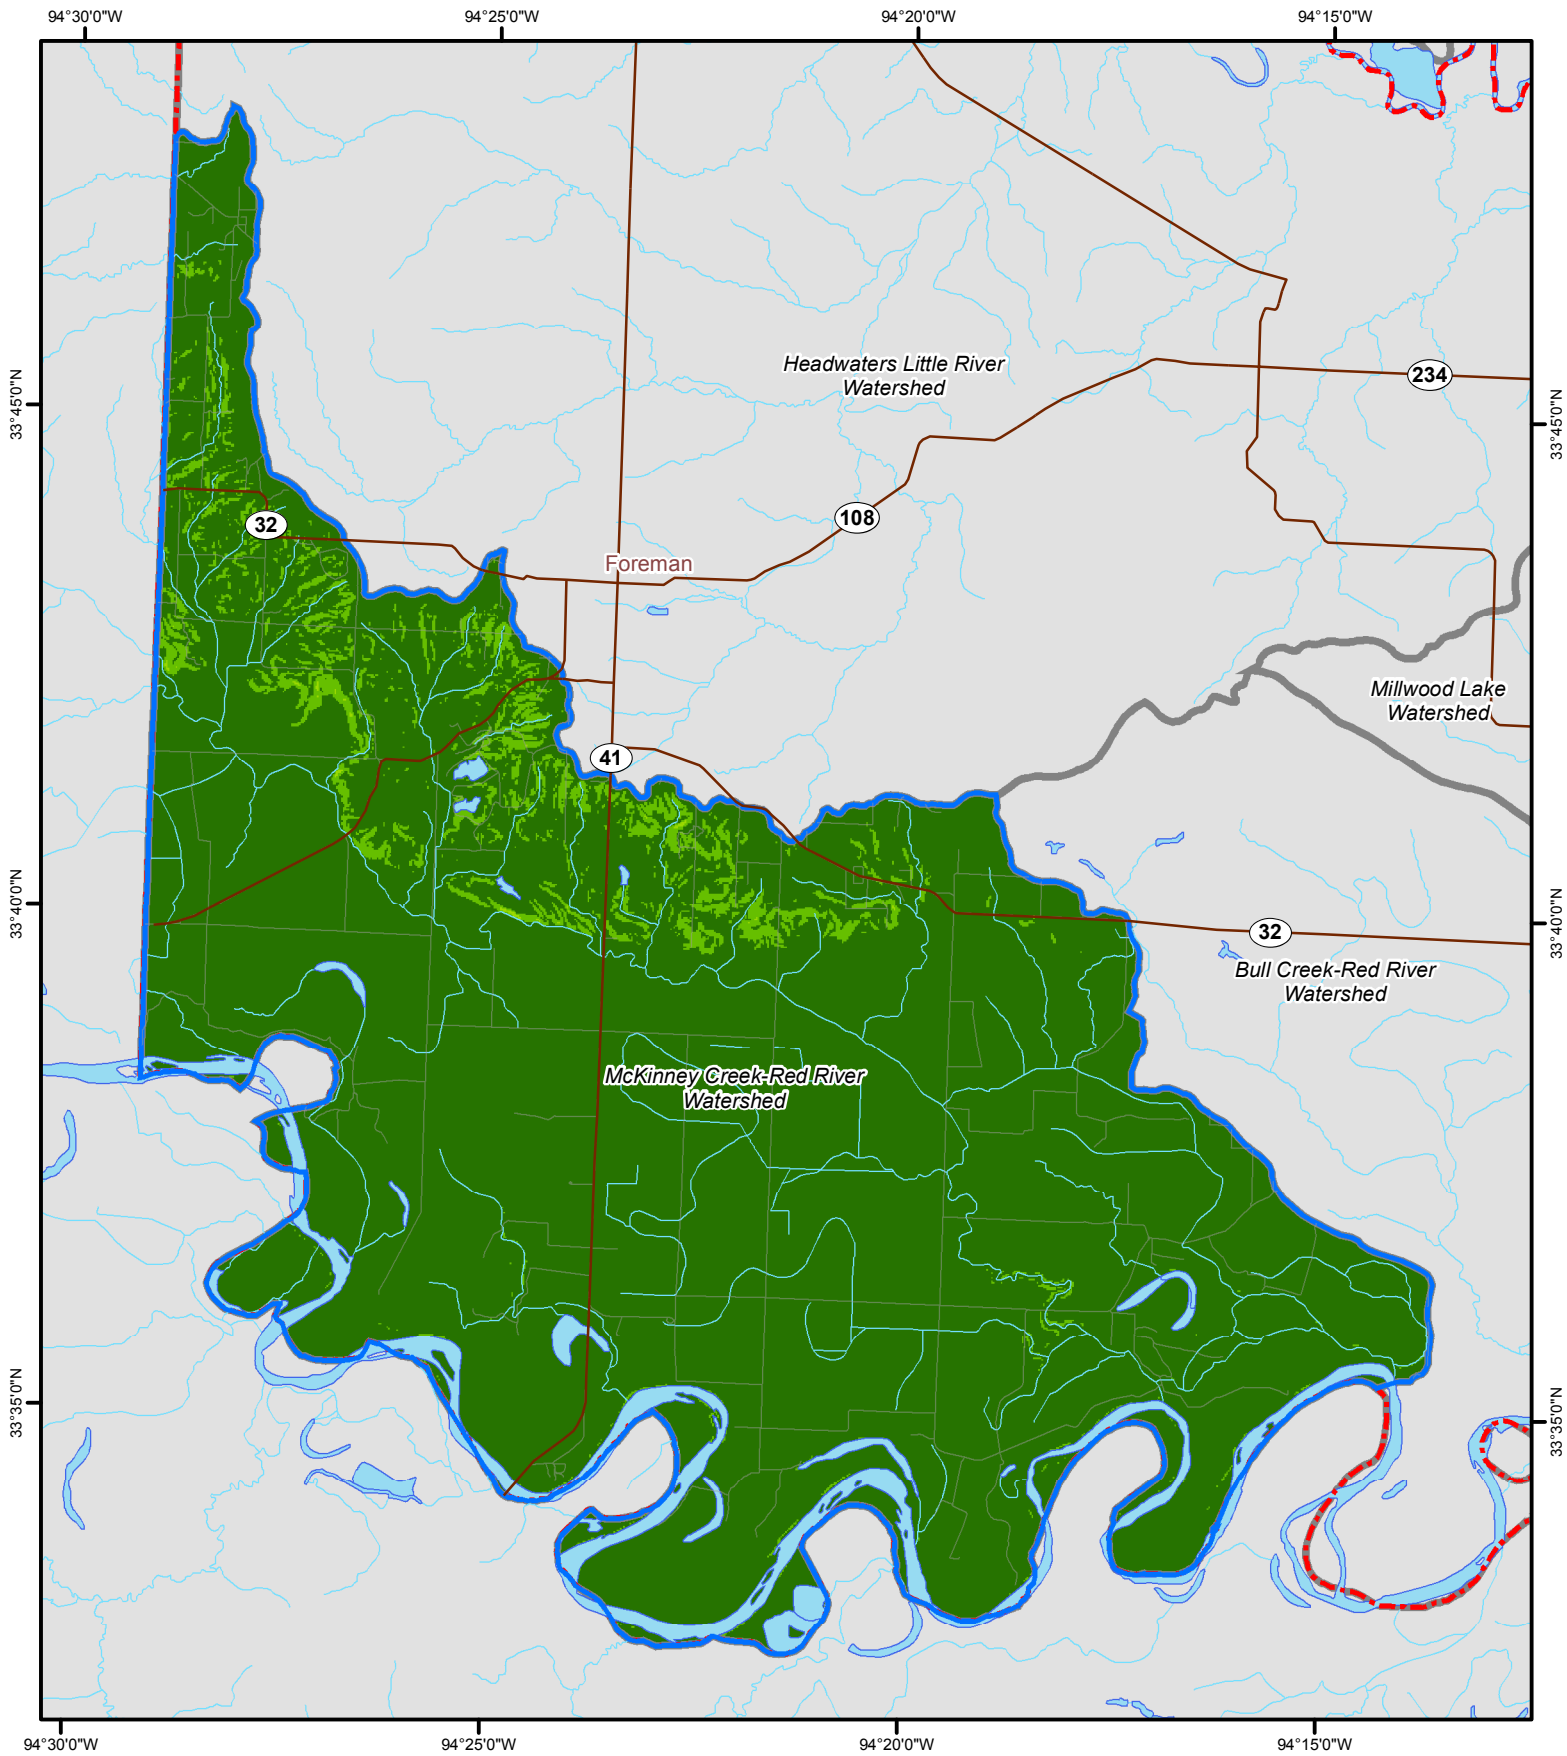 94°30'0"W
94°25'0"W
94°20'0"W
94°15'0"W
Headwaters Little River
Watershed
234
33°45'0"N
33°45'0"N
108
32
Foreman
Millwood Lake
Watershed
41
33°40'0"N
33°40'0"N
32
Bull Creek-Red River
Watershed
McKinney Creek-Red River
Watershed
33°35'0"N
33°35'0"N
94°30'0"W
94°25'0"W
94°20'0"W
94°15'0"W